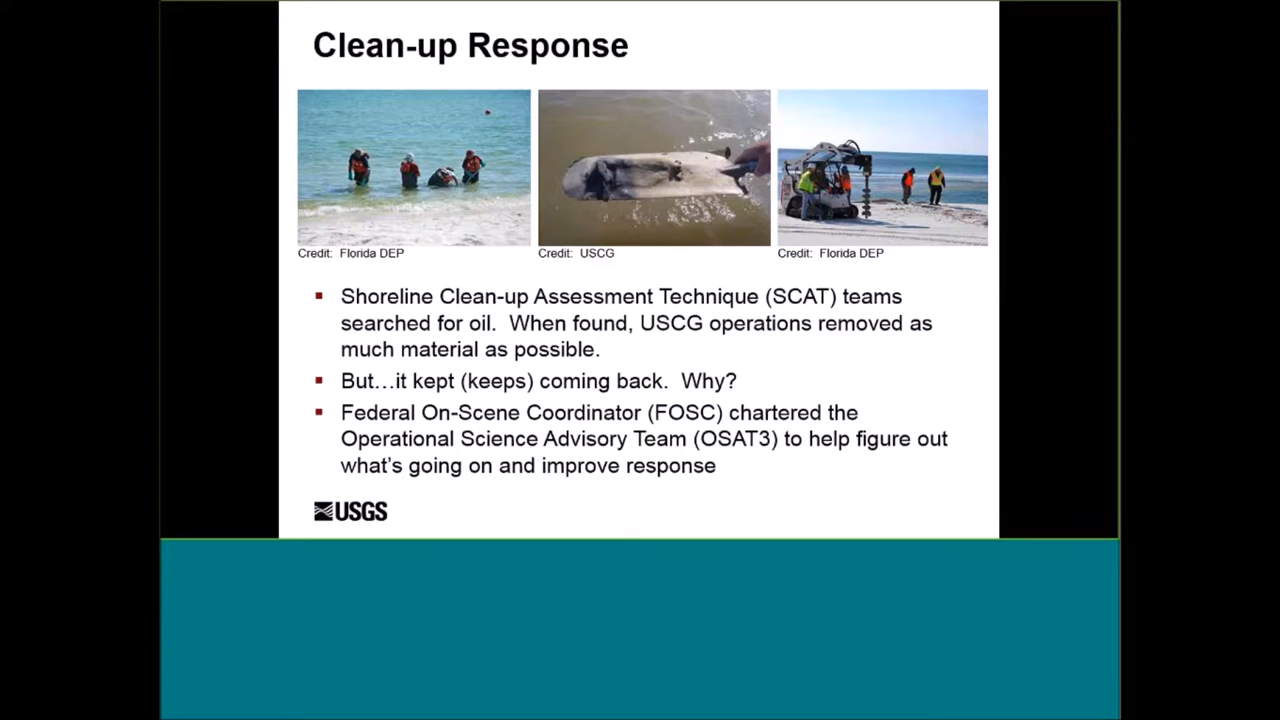 Clean-up Response
Credit:  Florida DEP
Credit:  USCG
Credit:  Florida DEP
Shoreline Clean-up Assessment Technique (SCAT) teams
searched for oil.  When found, USCG operations removed as
much material as possible.
But…it kept (keeps) coming back.  Why?
Federal On-Scene Coordinator (FOSC) chartered the
Operational Science Advisory Team (OSAT3) to help figure out
what's going on and improve response
USGS